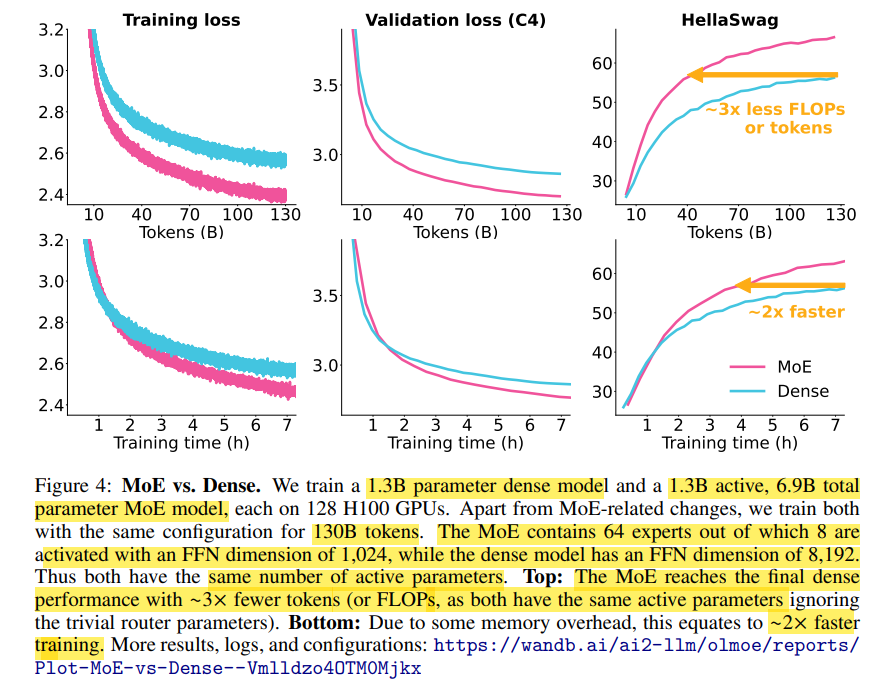 Training loss
Validation loss (C4)
HellaSwag
3.2
3.0
2.8
2.6
2.4
10 40 70 100 130
Tokens (B)
3.5
3.0
10 40 70 100 130
Tokens (B)
60
50
40
30
~3x less FLOPs
or tokens
10 40 70 100 130
Tokens (B)
3.2
3.0
2.8
2.6
2.4
1 2 3 4 5 6 7
Training time (h)
3.5
3.0
1 2 3 4 5 6 7
Training time (h)
60
50
40
30
~2x faster
MoE
Dense
1 2 3 4 5 6 7
Training time (h)
Figure 4: MoE vs. Dense. We train a 1.3B parameter dense model and a 1.3B active, 6.9B total
parameter MoE model, each on 128 H100 GPUs. Apart from MoE-related changes, we train both
with the same configuration for 130B tokens. The MoE contains 64 experts out of which 8 are
activated with an FFN dimension of 1,024, while the dense model has an FFN dimension of 8,192.
Thus both have the same number of active parameters. Top: The MoE reaches the final dense
performance with ~3× fewer tokens (or FLOPs, as both have the same active parameters ignoring
the trivial router parameters). Bottom: Due to some memory overhead, this equates to ~2× faster
training. More results, logs, and configurations: https://wandb.ai/ai2-llm/olmoe/reports/
Plot-MoE-vs-Dense--Vmlldzo4OTM0Mjkx